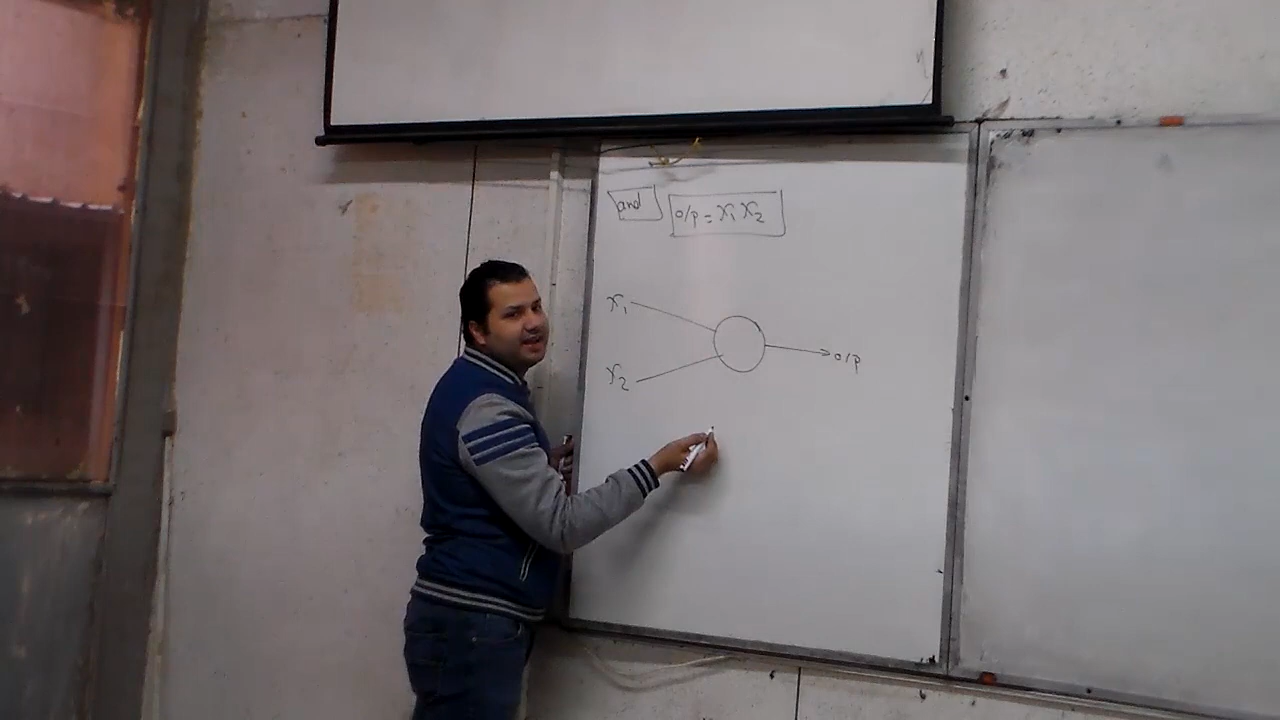 and o/p = X₁ X₂
X₁
X₂ o/p